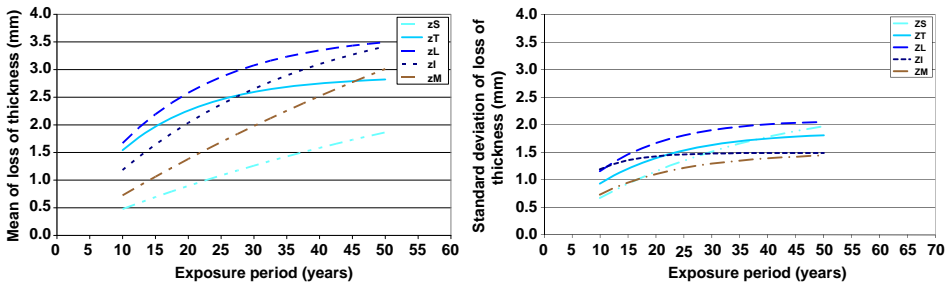 Mean of loss of thickness (mm)
4.0
3.5
3.0
2.5
2.0
1.5
1.0
0.5
0.0
0 5 10 15 20 25 30 35 40 45 50 55 60
Exposure period (years)
zS
zT
zL
zI
zM
Standard deviation of loss of
thickness (mm)
4.0
3.5
3.0
2.5
2.0
1.5
1.0
0.5
0.0
0 5 10 15 20 25 30 35 40 45 50 55 60 65 70
Exposure period (years)
ZS
ZT
ZL
ZI
ZM